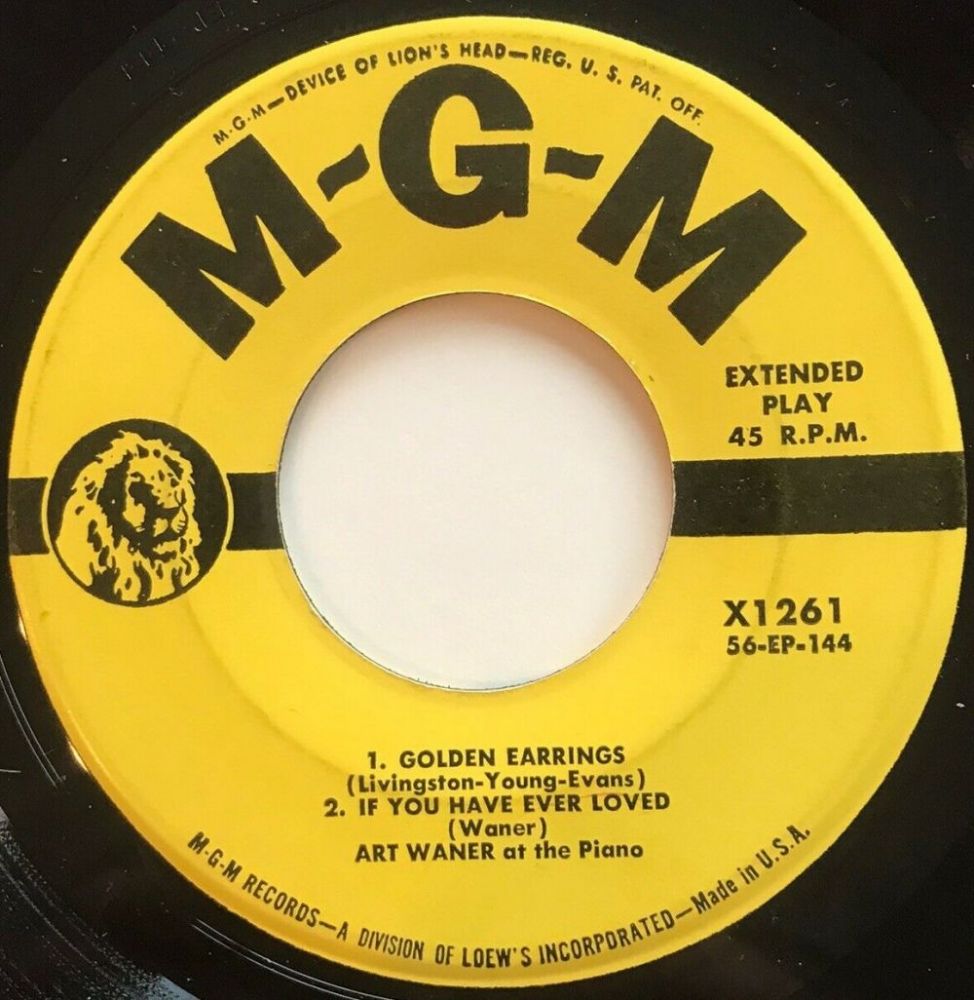 M-G-M—DEVICE OF LION'S HEAD—REG. U. S. PAT. OFF.
M-G-M
EXTENDED
PLAY
45 R.P.M.
X1261
56-EP-144
1. GOLDEN EARRINGS
(Livingston-Young-Evans)
2. IF YOU HAVE EVER LOVED
(Waner)
ART WANER at the Piano
M-G-M RECORDS—A DIVISION OF LOEW'S INCORPORATED—Made in U.S.A.